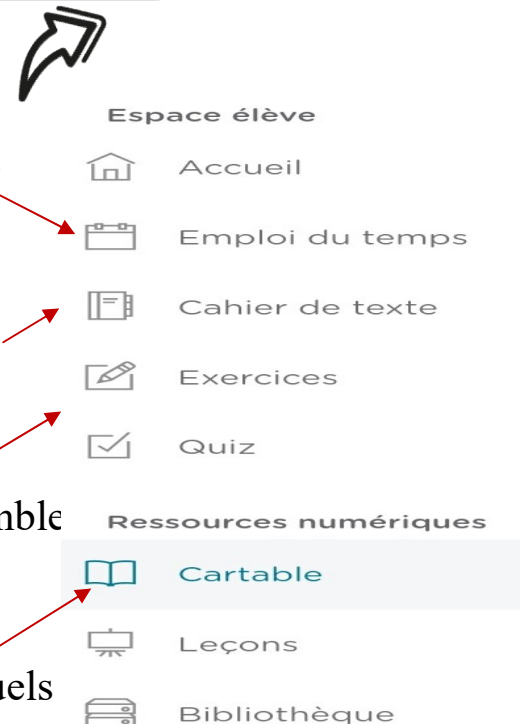 Espace élève
Accueil
Emploi du temps
Cahier de texte
Exercices
Quiz
Ressources numériques
Cartable
Leçons
Bibliothèque